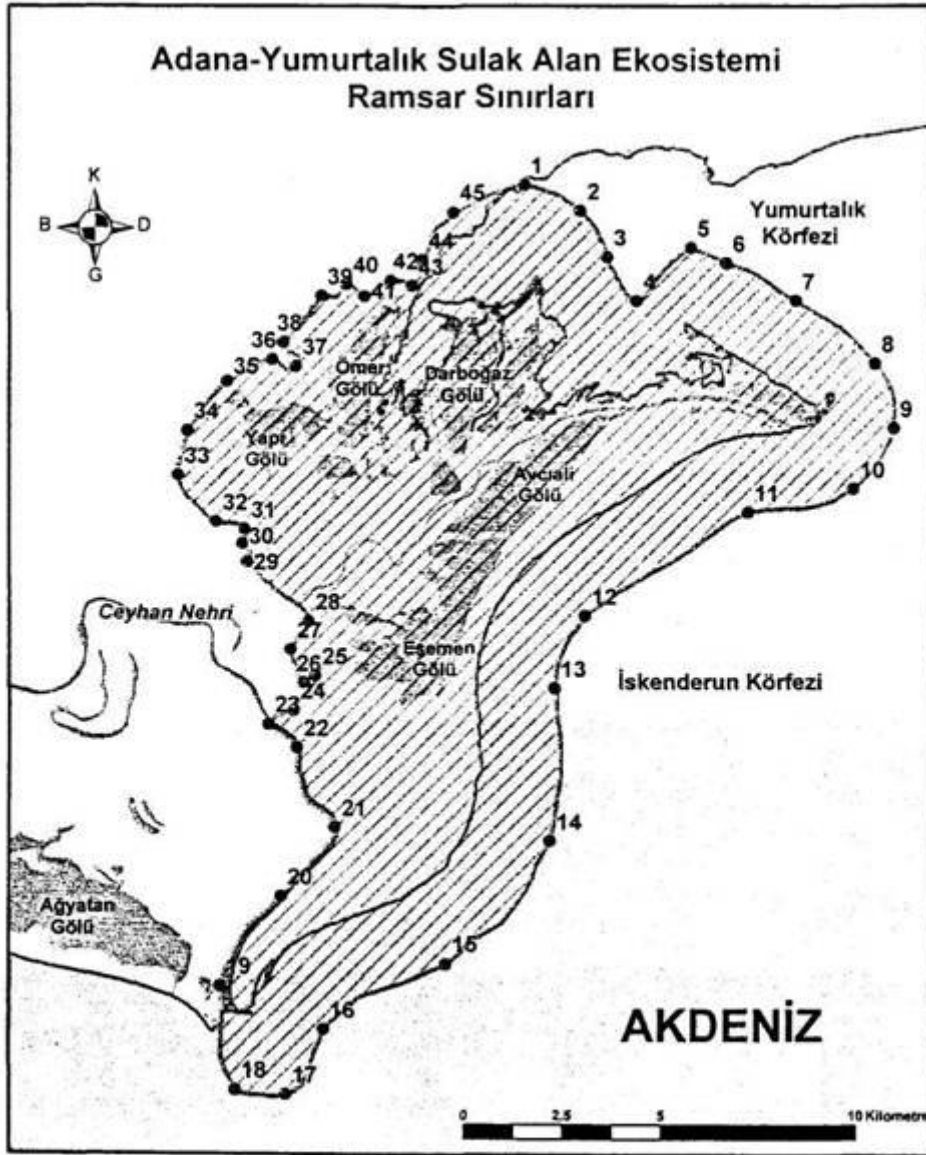 Adana-Yumurtalık Sulak Alan Ekosistemi
Ramsar Sınırları
K
B D
G
1
2
3
4
5
6
7
8
9
10
11
12
13
14
15
16
17
18
9
20
21
22
23
24
25
26
27
28
29
30
31
32
33
34
35
36
37
38
39
40
41
42
43
44
45
Yumurtalık
Körfezi
Ömer
Gölü
Darboğaz
Gölü
Yapı
Gölü
Avcıali
Gölü
Ceyhan Nehri
Eşemen
Gölü
İskenderun Körfezi
Ağyatan
Gölü
AKDENİZ
0 2.5 5 10 Kilometre